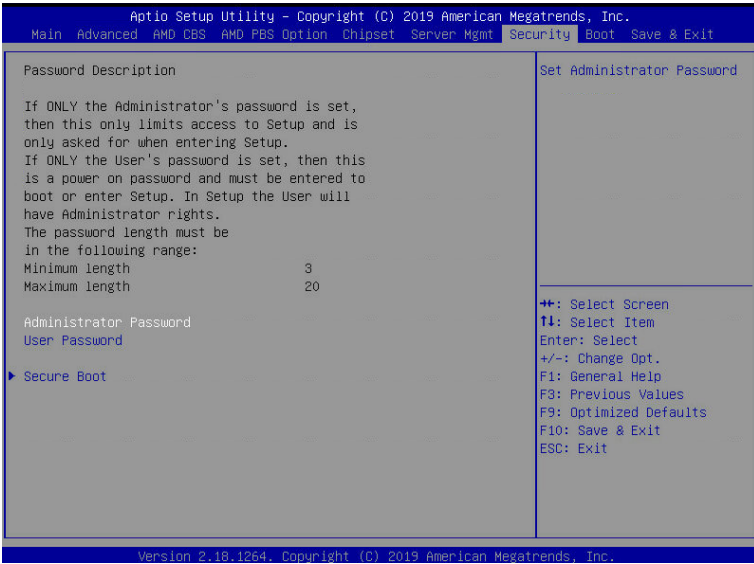 Aptio Setup Utility – Copyright (C) 2019 American Megatrends, Inc.
Main Advanced AMD CBS AMD PBS Option Chipset Server Mgmt Security Boot Save & Exit
Password Description
If ONLY the Administrator's password is set,
then this only limits access to Setup and is
only asked for when entering Setup.
If ONLY the User's password is set, then this
is a power on password and must be entered to
boot or enter Setup. In Setup the User will
have Administrator rights.
The password length must be
in the following range:
Minimum length 3
Maximum length 20
Administrator Password
User Password
Secure Boot
Set Administrator Password
→←: Select Screen
↑↓: Select Item
Enter: Select
+/-: Change Opt.
F1: General Help
F3: Previous Values
F9: Optimized Defaults
F10: Save & Exit
ESC: Exit
Version 2.18.1264. Copyright (C) 2019 American Megatrends, Inc.